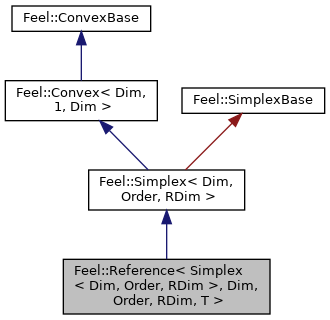 Feel::ConvexBase
Feel::Convex< Dim,
1, Dim >
Feel::SimplexBase
Feel::Simplex< Dim,
Order, RDim >
Feel::Reference< Simplex
< Dim, Order, RDim >, Dim,
Order, RDim, T >